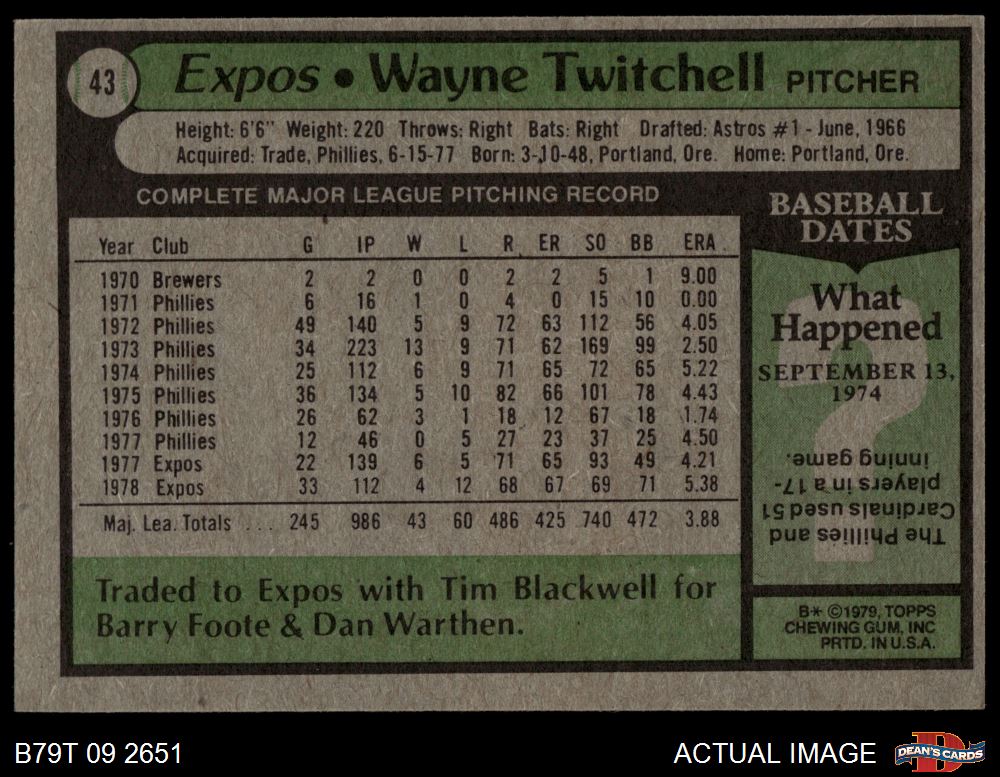 43
Expos • Wayne Twitchell PITCHER
Height: 6'6" Weight: 220 Throws: Right Bats: Right Drafted: Astros #1 - June, 1966
Acquired: Trade, Phillies, 6-15-77 Born: 3-10-48, Portland, Ore. Home: Portland, Ore.
COMPLETE MAJOR LEAGUE PITCHING RECORD
Year Club G IP W L R ER SO BB ERA
1970 Brewers 2 2 0 0 2 2 5 1 9.00
1971 Phillies 6 16 1 0 4 0 15 10 0.00
1972 Phillies 49 140 5 9 72 63 112 56 4.05
1973 Phillies 34 223 13 9 71 62 169 99 2.50
1974 Phillies 25 112 6 9 71 65 72 65 5.22
1975 Phillies 36 134 5 10 82 66 101 78 4.43
1976 Phillies 26 62 3 1 18 12 67 18 1.74
1977 Phillies 12 46 0 5 27 23 37 25 4.50
1977 Expos 22 139 6 5 71 65 93 49 4.21
1978 Expos 33 112 4 12 68 67 69 71 5.38
Maj. Lea. Totals ... 245 986 43 60 486 425 740 472 3.88
Traded to Expos with Tim Blackwell for
Barry Foote & Dan Warthen.
BASEBALL
DATES
What
Happened
SEPTEMBER 13,
1974
The Phillies and
Cardinals used 51
players in a 17-
inning game.
B* ©1979, TOPPS
CHEWING GUM, INC
PRTD. IN U.S.A.
B79T 09 2651
ACTUAL IMAGE
DEAN'S CARDS